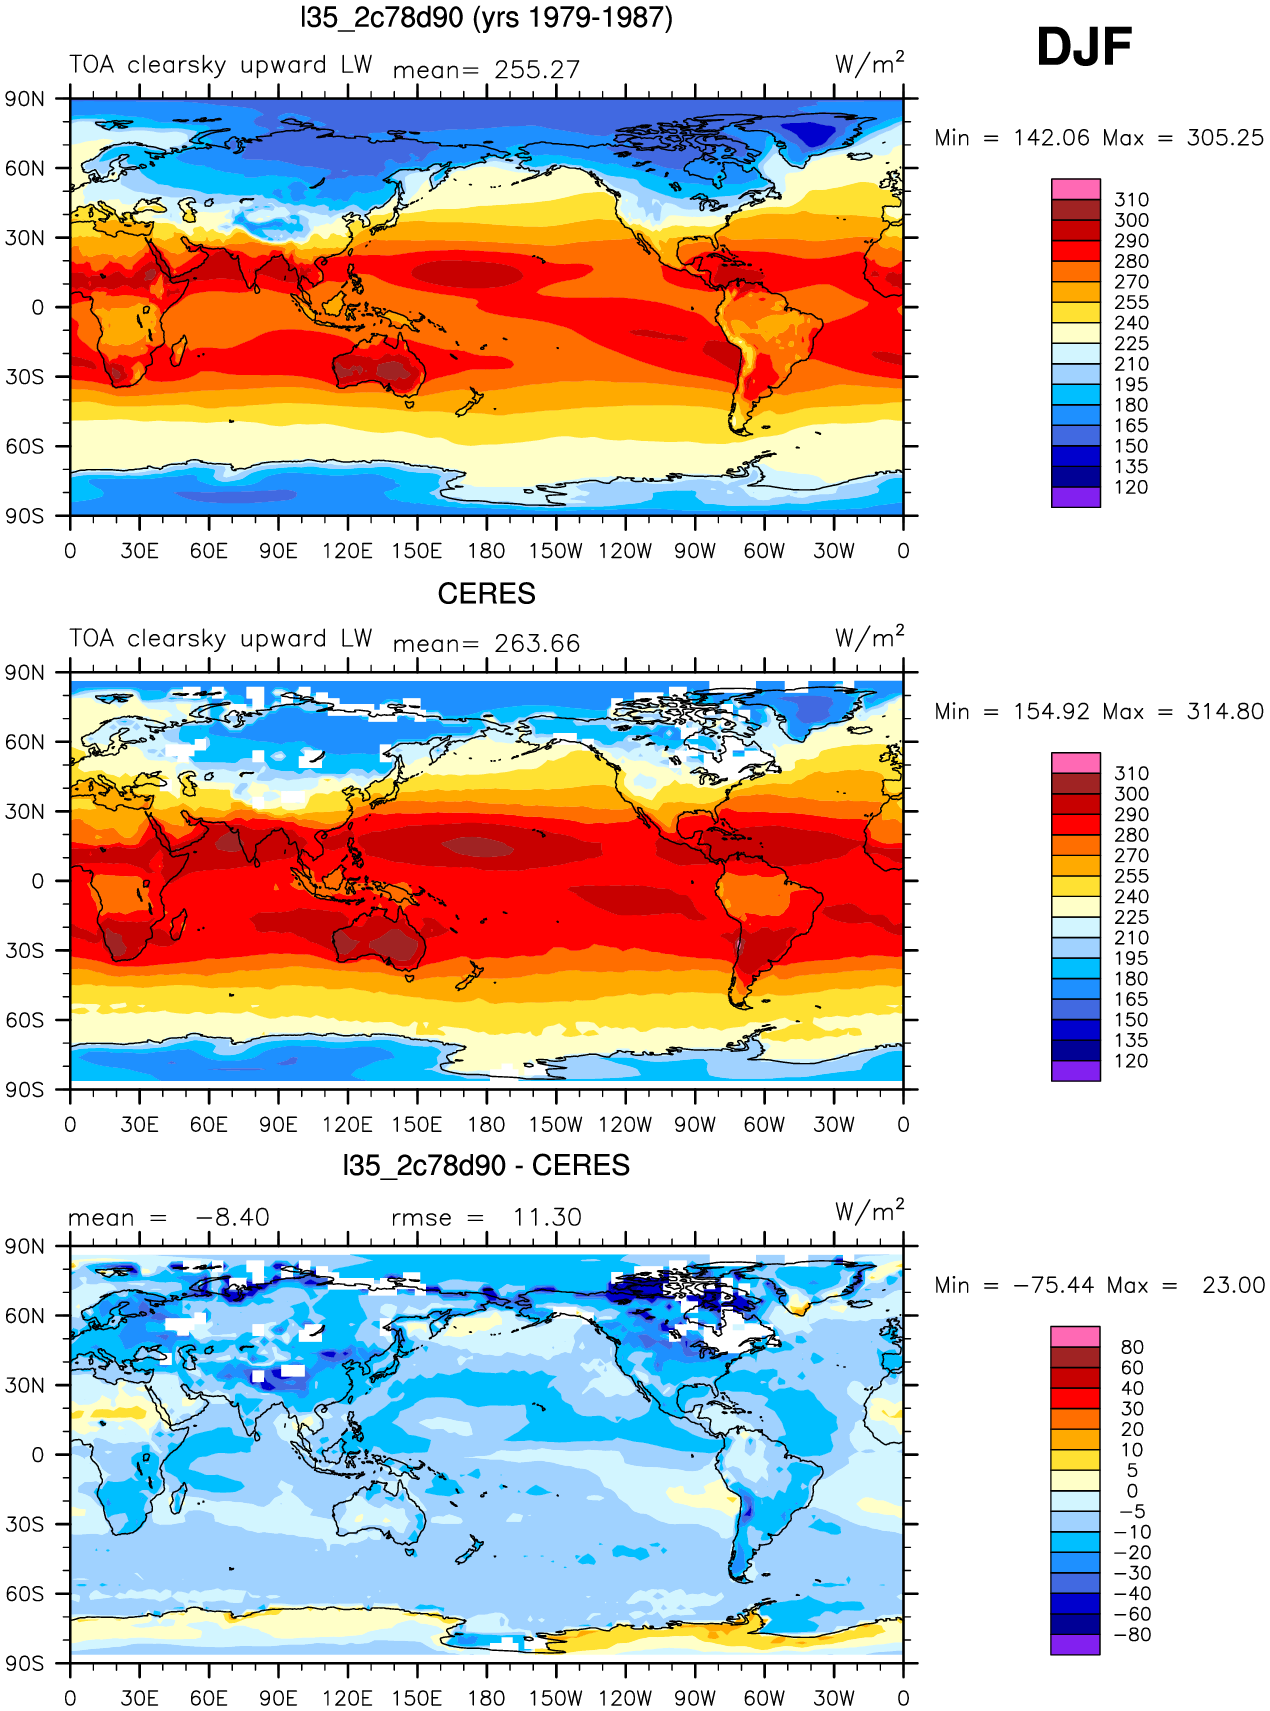 l35_2c78d90 (yrs 1979-1987)
DJF
TOA clearsky upward LW mean= 255.27 W/m²
Min = 142.06 Max = 305.25
90N
60N
30N
0
30S
60S
90S
0 30E 60E 90E 120E 150E 180 150W 120W 90W 60W 30W 0
310
300
290
280
270
255
240
225
210
195
180
165
150
135
120
CERES
TOA clearsky upward LW mean= 263.66 W/m²
Min = 154.92 Max = 314.80
90N
60N
30N
0
30S
60S
90S
0 30E 60E 90E 120E 150E 180 150W 120W 90W 60W 30W 0
310
300
290
280
270
255
240
225
210
195
180
165
150
135
120
l35_2c78d90 - CERES
mean = −8.40 rmse = 11.30 W/m²
Min = −75.44 Max = 23.00
90N
60N
30N
0
30S
60S
90S
0 30E 60E 90E 120E 150E 180 150W 120W 90W 60W 30W 0
80
60
40
30
20
10
5
0
−5
−10
−20
−30
−40
−60
−80